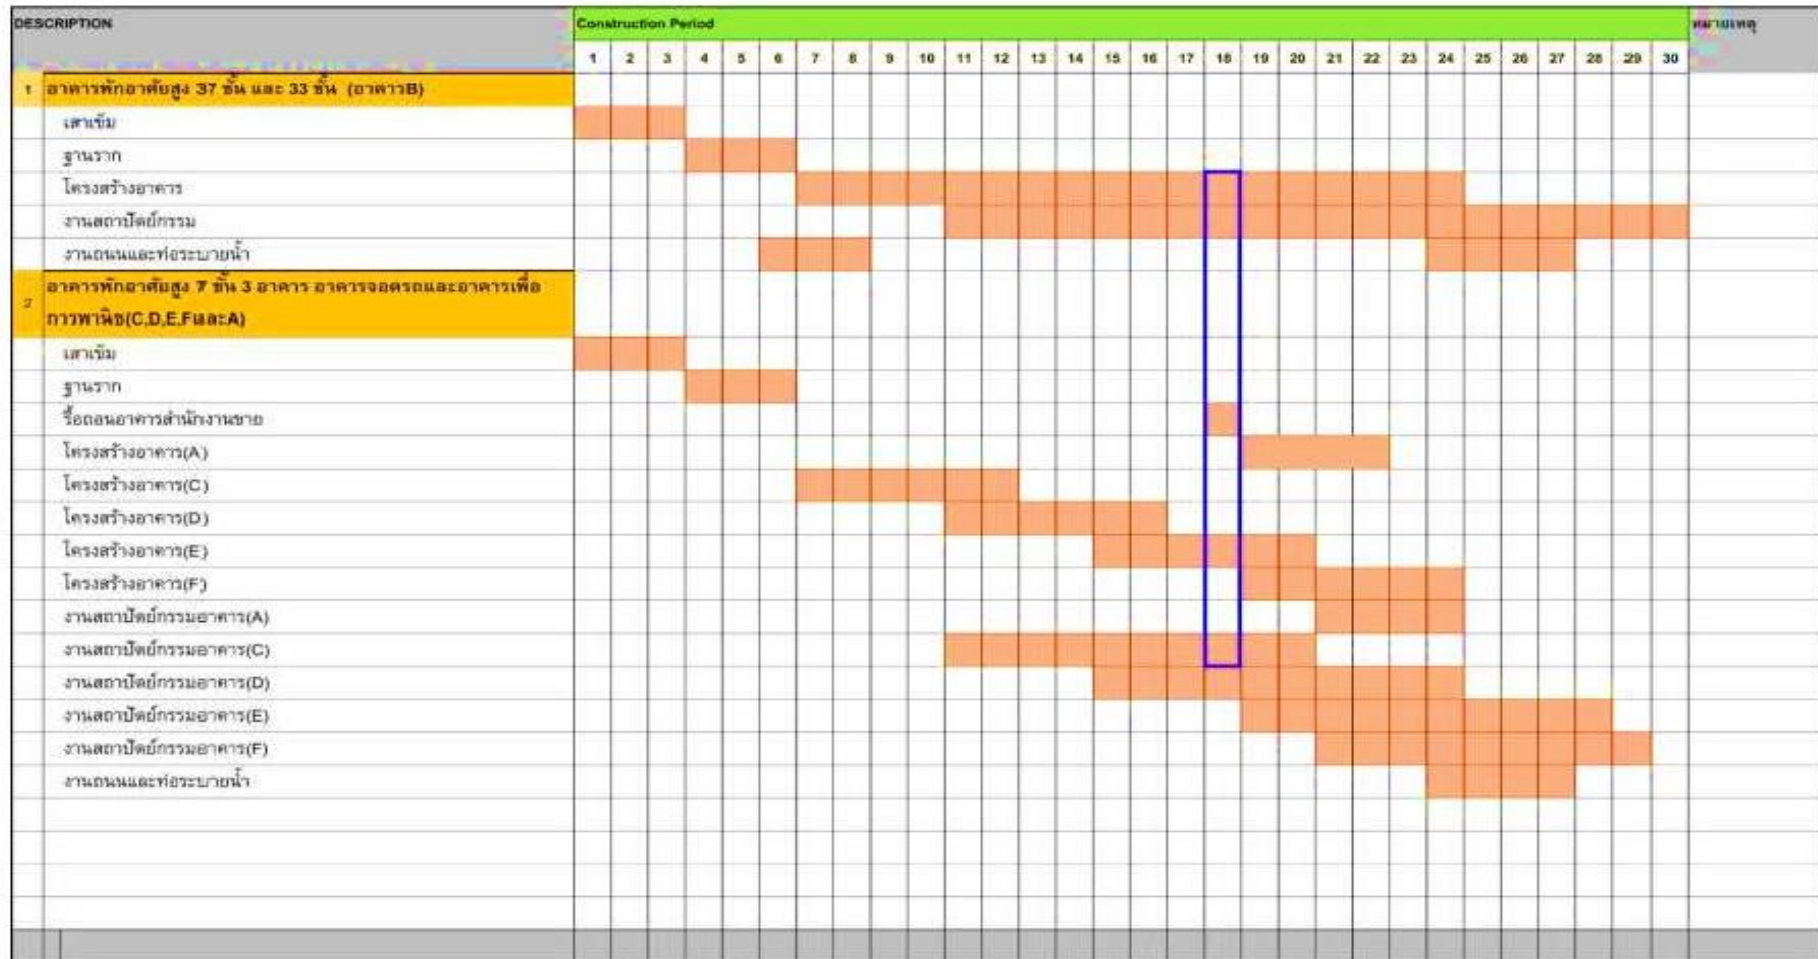 DESCRIPTION
Construction Period
หมายเหตุ
1 2 3 4 5 6 7 8 9 10 11 12 13 14 15 16 17 18 19 20 21 22 23 24 25 26 27 28 29 30
1 อาคารพักอาศัยสูง 37 ชั้น และ 33 ชั้น (อาคารB)
เสาเข็ม
ฐานราก
โครงสร้างอาคาร
งานสถาปัตย์กรรม
งานถนนและท่อระบายน้ำ
2 อาคารพักอาศัยสูง 7 ชั้น 3 อาคาร อาคารจอดรถและอาคารเพื่อ
การพานิช(C,D,E,FและA)
เสาเข็ม
ฐานราก
รื้อถอนอาคารสำนักงานขาย
โครงสร้างอาคาร(A)
โครงสร้างอาคาร(C)
โครงสร้างอาคาร(D)
โครงสร้างอาคาร(E)
โครงสร้างอาคาร(F)
งานสถาปัตย์กรรมอาคาร(A)
งานสถาปัตย์กรรมอาคาร(C)
งานสถาปัตย์กรรมอาคาร(D)
งานสถาปัตย์กรรมอาคาร(E)
งานสถาปัตย์กรรมอาคาร(F)
งานถนนและท่อระบายน้ำ